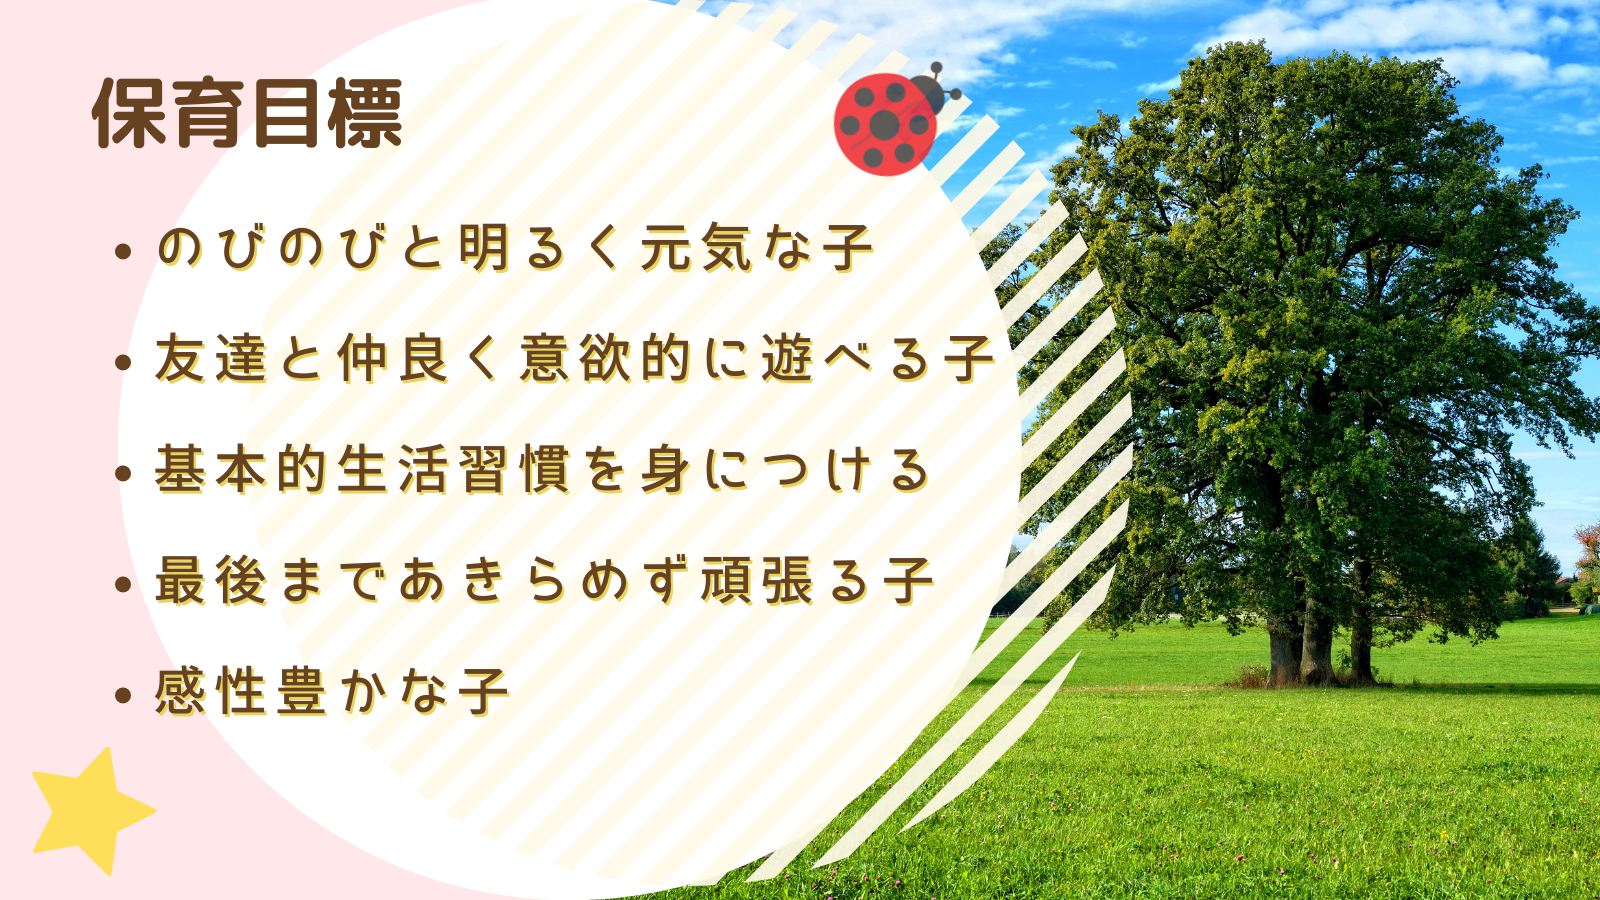 保育目標
• のびのびと明るく元気な子
• 友達と仲良く意欲的に遊べる子
• 基本的生活習慣を身につける
• 最後まであきらめず頑張る子
• 感性豊かな子